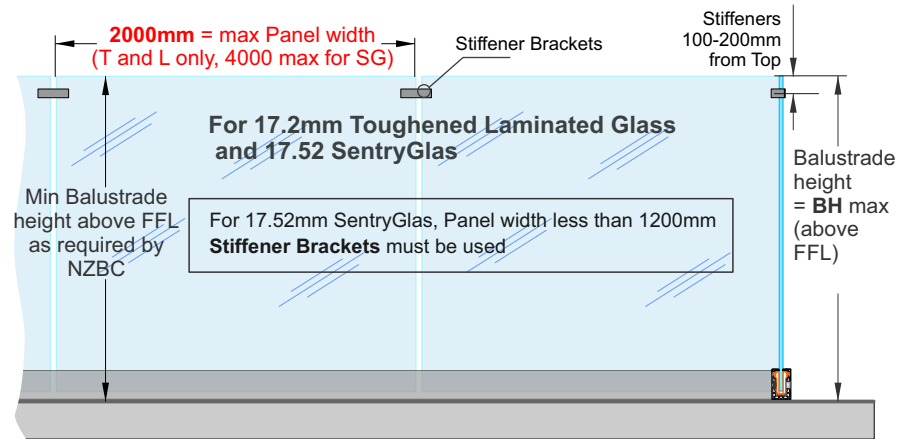 2000mm = max Panel width
(T and L only, 4000 max for SG)
Stiffener Brackets
Stiffeners
100-200mm
from Top
For 17.2mm Toughened Laminated Glass
and 17.52 SentryGlas
Min Balustrade
height above FFL
as required by
NZBC
For 17.52mm SentryGlas, Panel width less than 1200mm
Stiffener Brackets must be used
Balustrade
height
= BH max
(above
FFL)